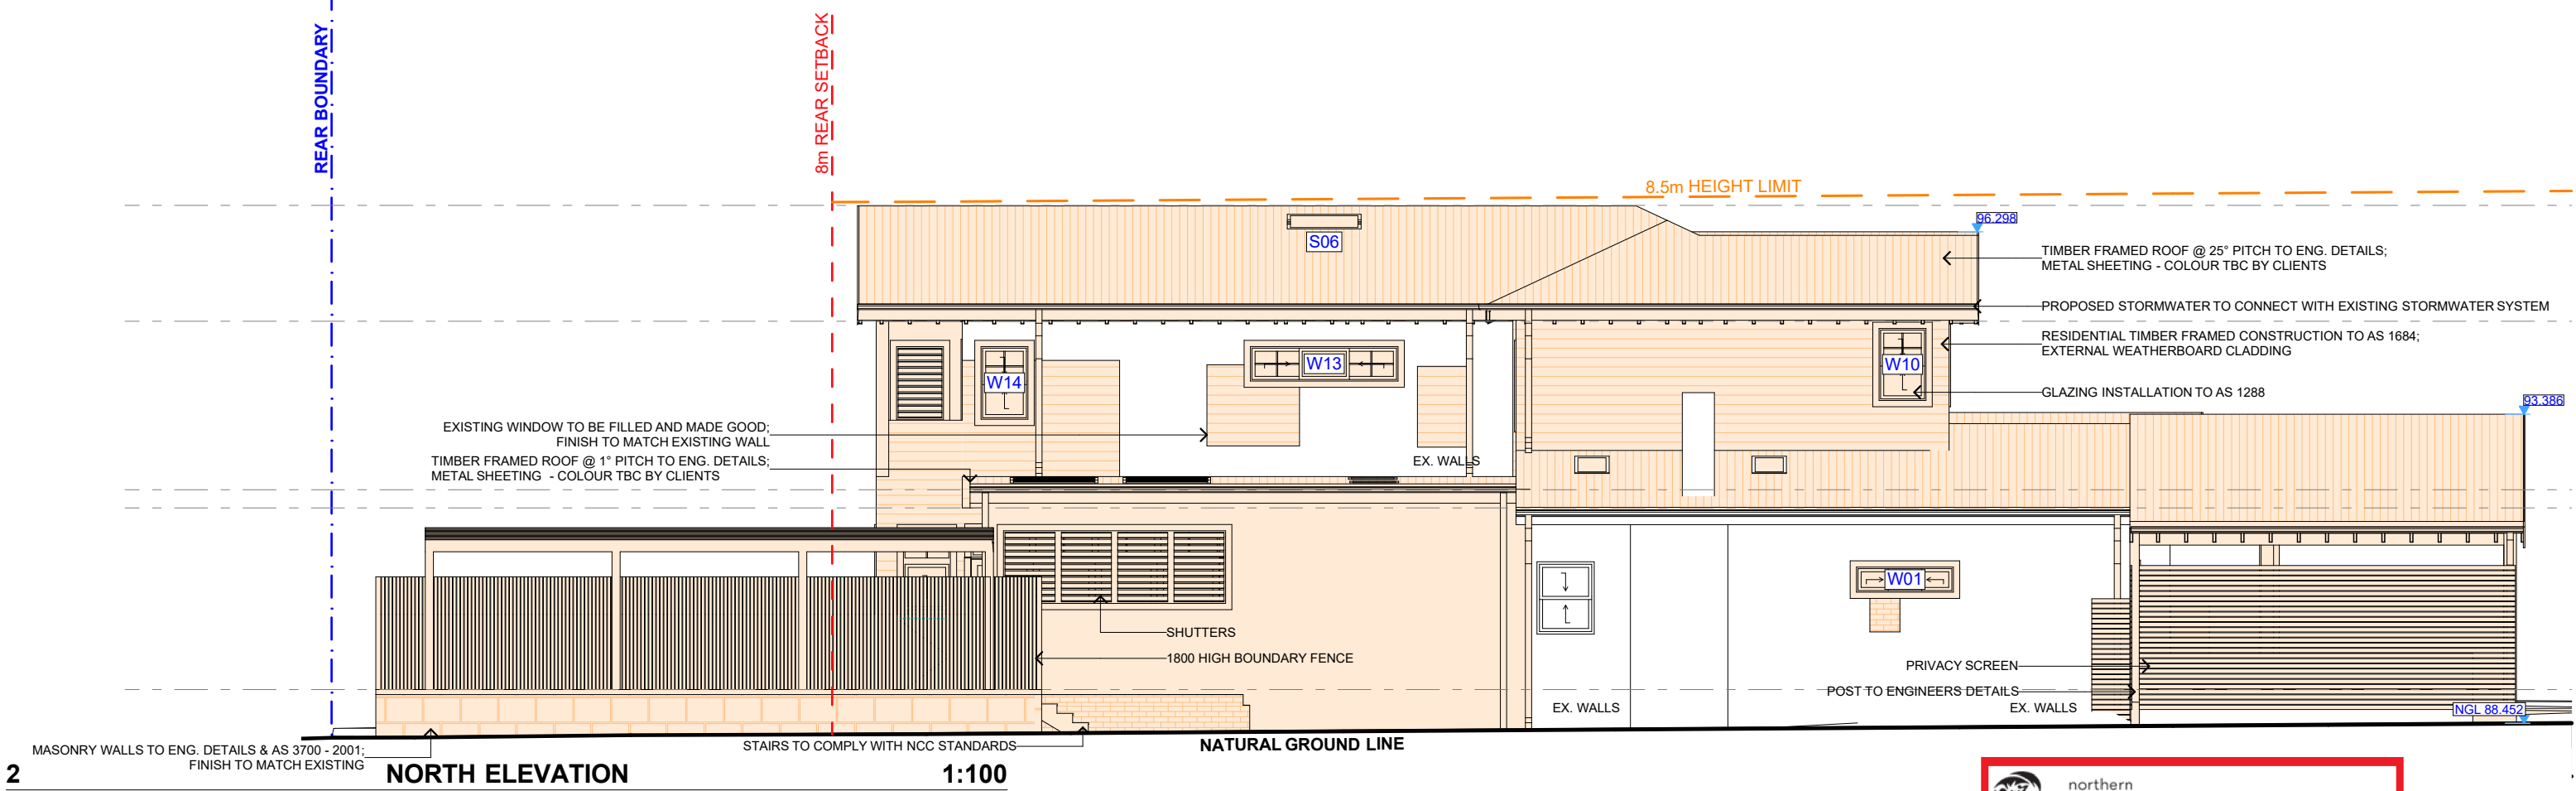 REAR BOUNDARY
8m REAR SETBACK
8.5m HEIGHT LIMIT
96.298
S06
TIMBER FRAMED ROOF @ 25° PITCH TO ENG. DETAILS;
METAL SHEETING - COLOUR TBC BY CLIENTS
PROPOSED STORMWATER TO CONNECT WITH EXISTING STORMWATER SYSTEM
RESIDENTIAL TIMBER FRAMED CONSTRUCTION TO AS 1684;
EXTERNAL WEATHERBOARD CLADDING
W14
W13
W10
GLAZING INSTALLATION TO AS 1288
93.386
EXISTING WINDOW TO BE FILLED AND MADE GOOD;
FINISH TO MATCH EXISTING WALL
TIMBER FRAMED ROOF @ 1° PITCH TO ENG. DETAILS;
METAL SHEETING - COLOUR TBC BY CLIENTS
EX. WALLS
W01
SHUTTERS
1800 HIGH BOUNDARY FENCE
PRIVACY SCREEN
POST TO ENGINEERS DETAILS
EX. WALLS
EX. WALLS
NGL 88.452
MASONRY WALLS TO ENG. DETAILS & AS 3700 - 2001;
FINISH TO MATCH EXISTING
STAIRS TO COMPLY WITH NCC STANDARDS
NATURAL GROUND LINE
2
NORTH ELEVATION
1:100
northern